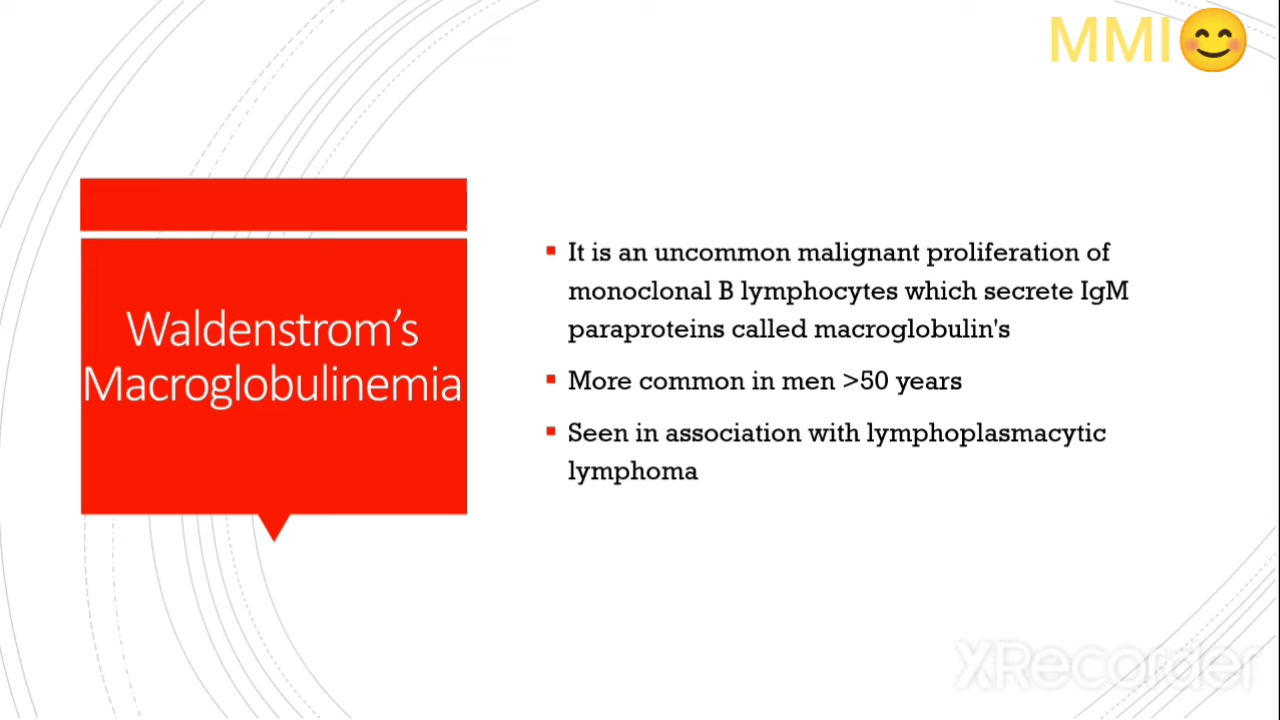 MMI😊
Waldenstrom’s
Macroglobulinemia
▪ It is an uncommon malignant proliferation of
monoclonal B lymphocytes which secrete IgM
paraproteins called macroglobulin's
▪ More common in men >50 years
▪ Seen in association with lymphoplasmacytic
lymphoma
XRecorder